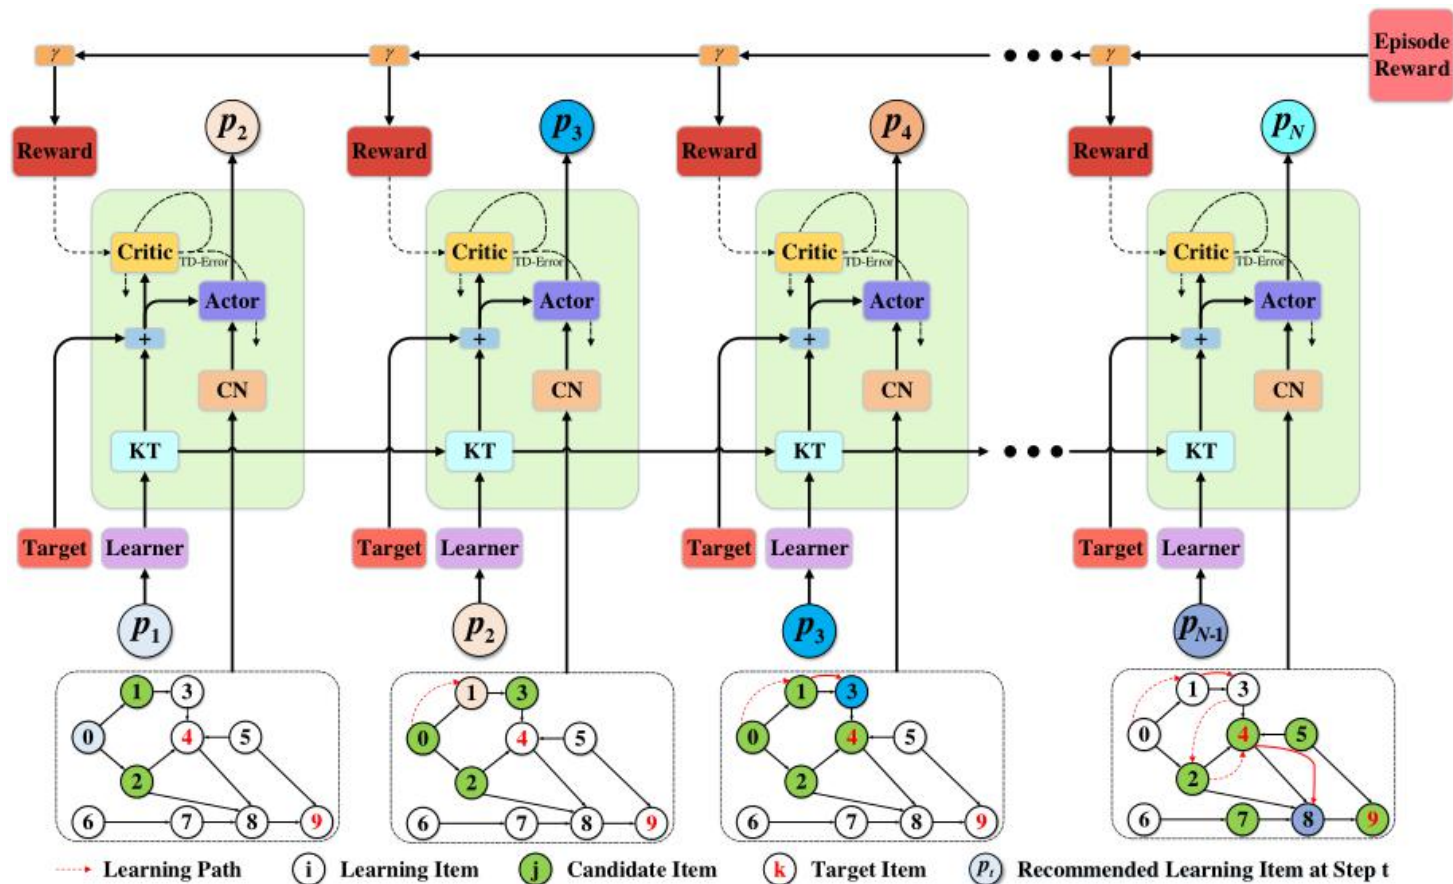 γ γ γ γ Episode
Reward
p2 p3 p4 pN
Reward Reward Reward Reward
Critic Critic Critic Critic
TD-Error TD-Error TD-Error TD-Error
Actor Actor Actor Actor
+ + + +
CN CN CN CN
KT KT KT KT
Target Learner Target Learner Target Learner Target Learner
p1 p2 p3 pN-1
1 3 1 3 1 3 1 3
0 4 5 0 4 5 0 4 5 0 4 5
2 2 2 2
6 7 8 9 6 7 8 9 6 7 8 9 6 7 8 9
Learning Path i Learning Item j Candidate Item k Target Item pt Recommended Learning Item at Step t